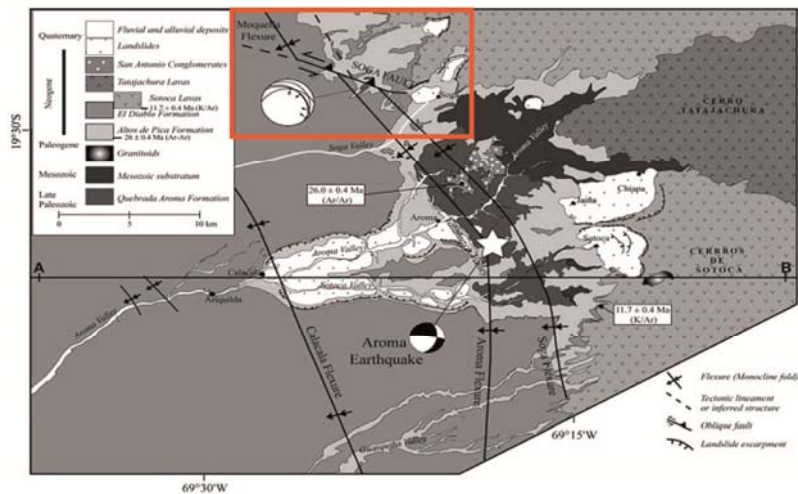 Quaternary
Neogene
Paleogene
Mesozoic
Late
Paleozoic
Fluvial and alluvial deposits
Landslides
San Antonio Conglomerates
Tatajachura Lavas
Sotoca Lavas
11.7 ± 0.4 Ma (K/Ar)
El Diablo Formation
Altos de Pica Formation
26 ± 0.4 Ma (Ar-Ar)
Granitoids
Mesozoic substratum
Quebrada Aroma Formation
0 5 10 km
Moquella
Flexure
SOGA FAULT
19°30'S
Soga Valley
Aroma Valley
CERRO
TATAJACHURA
26.0 ± 0.4 Ma
(Ar/Ar)
Chippa
Jaiña
Aroma
Sotoca
Aroma Valley
CERROS
DE
SOTOCA
A
B
Calacala
Sotoca Valley
Ariquilda
Aroma Valley
11.7 ± 0.4 Ma
(K/Ar)
Aroma
Earthquake
Calacala Flexure
Aroma Flexure
Soga Flexure
69°15'W
69°30'W
Flexure (Monocline fold)
Tectonic lineament
or inferred structure
Oblique fault
Landslide escarpment